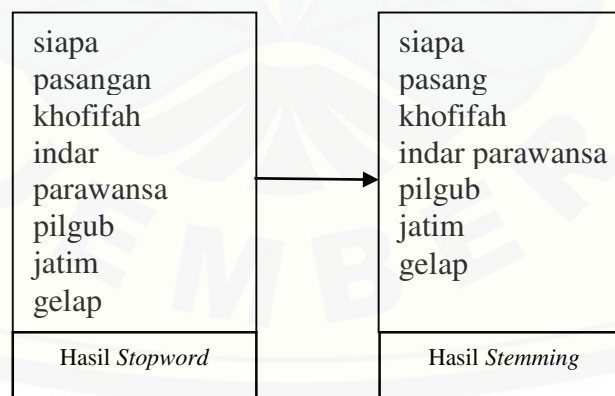 siapa
pasangan
khofifah
indar
parawansa
pilgub
jatim
gelap
Hasil Stopword
siapa
pasang
khofifah
indar parawansa
pilgub
jatim
gelap
Hasil Stemming
EMBER